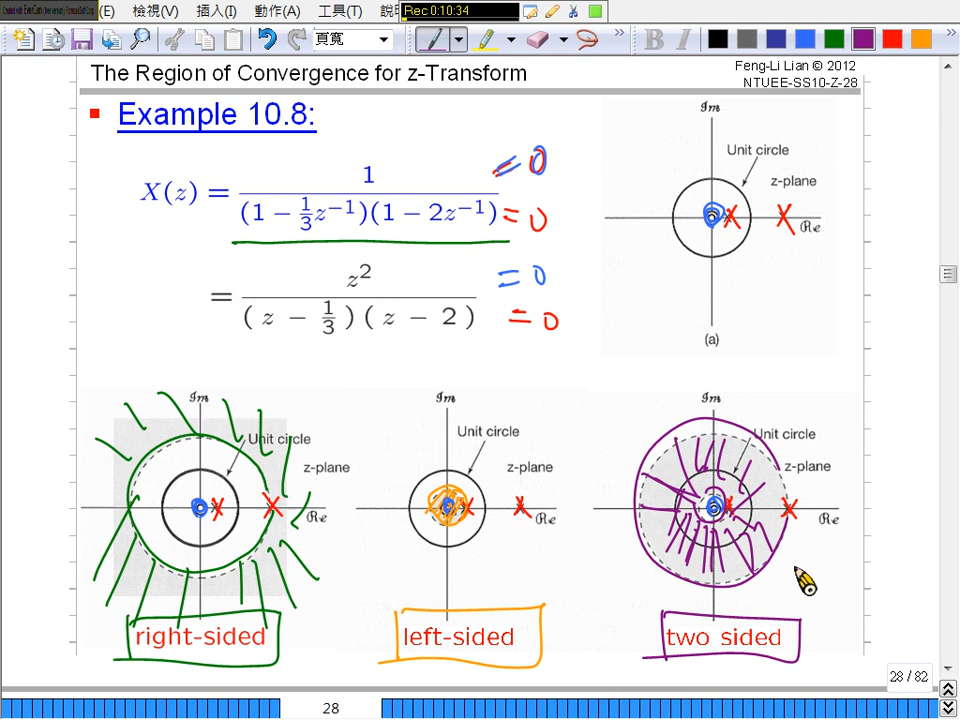 (E) 檢視(V) 插入(I) 動作(A) 工具(T) 說 Rec 0:10:34
頁寬 B I
The Region of Convergence for z-Transform
Feng-Li Lian © 2012
NTUEE-SS10-Z-28
Example 10.8:
X(z) = 1 / (1 − 1/3 z⁻¹)(1 − 2z⁻¹) = 0 = 0
= z² / (z − 1/3)(z − 2) = 0 = 0
Im
Unit circle
z-plane
Re
(a)
Im
Unit circle
z-plane
Re
right-sided
Im
Unit circle
z-plane
Re
left-sided
Im
Unit circle
z-plane
Re
two sided
28 / 82
28